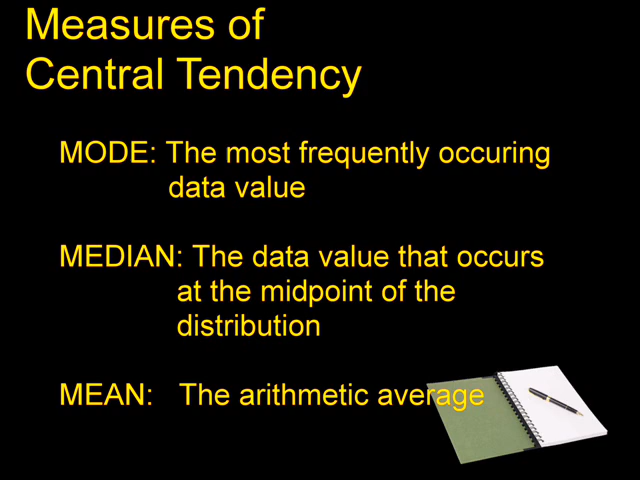 Measures of
Central Tendency
MODE: The most frequently occuring
data value
MEDIAN: The data value that occurs
at the midpoint of the
distribution
MEAN: The arithmetic average